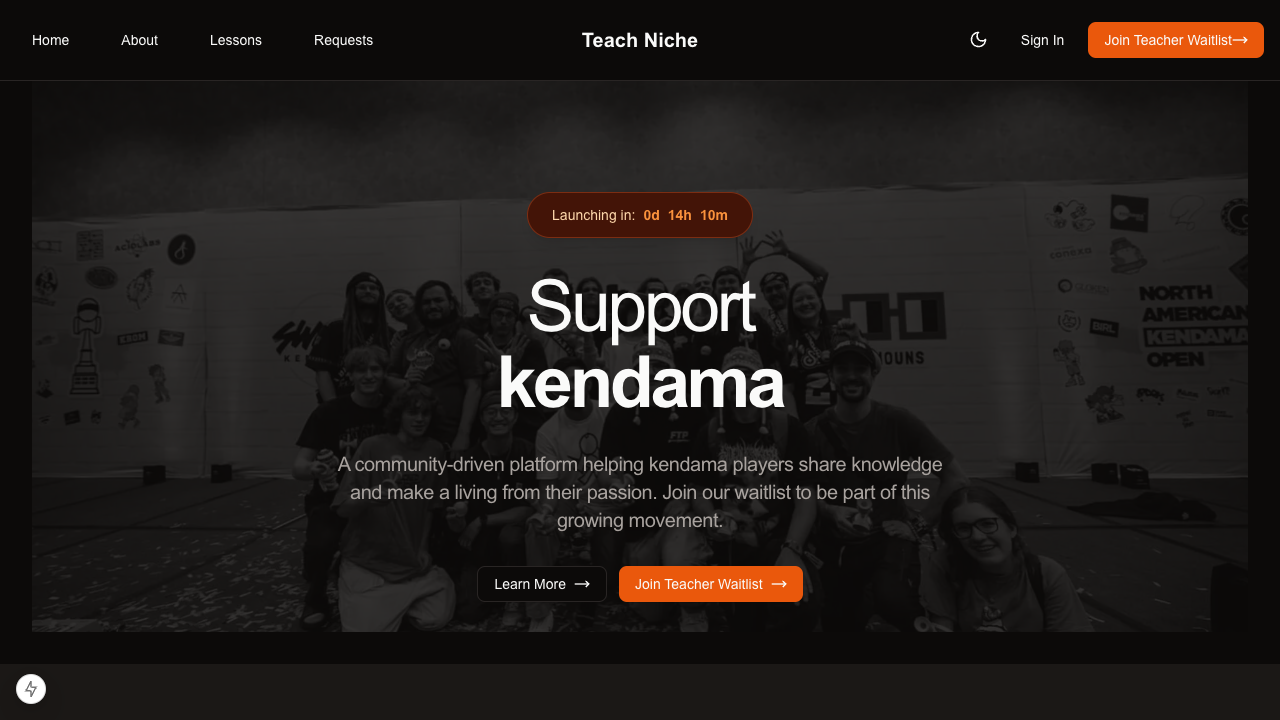 Home
About
Lessons
Requests
Teach Niche
Sign In
Join Teacher Waitlist
Launching in: 0d 14h 10m
Support
kendama
A community-driven platform helping kendama players share knowledge
and make a living from their passion. Join our waitlist to be part of this
growing movement.
Learn More
Join Teacher Waitlist
NORTH
AMERICAN
KENDAMA
OPEN
FTP